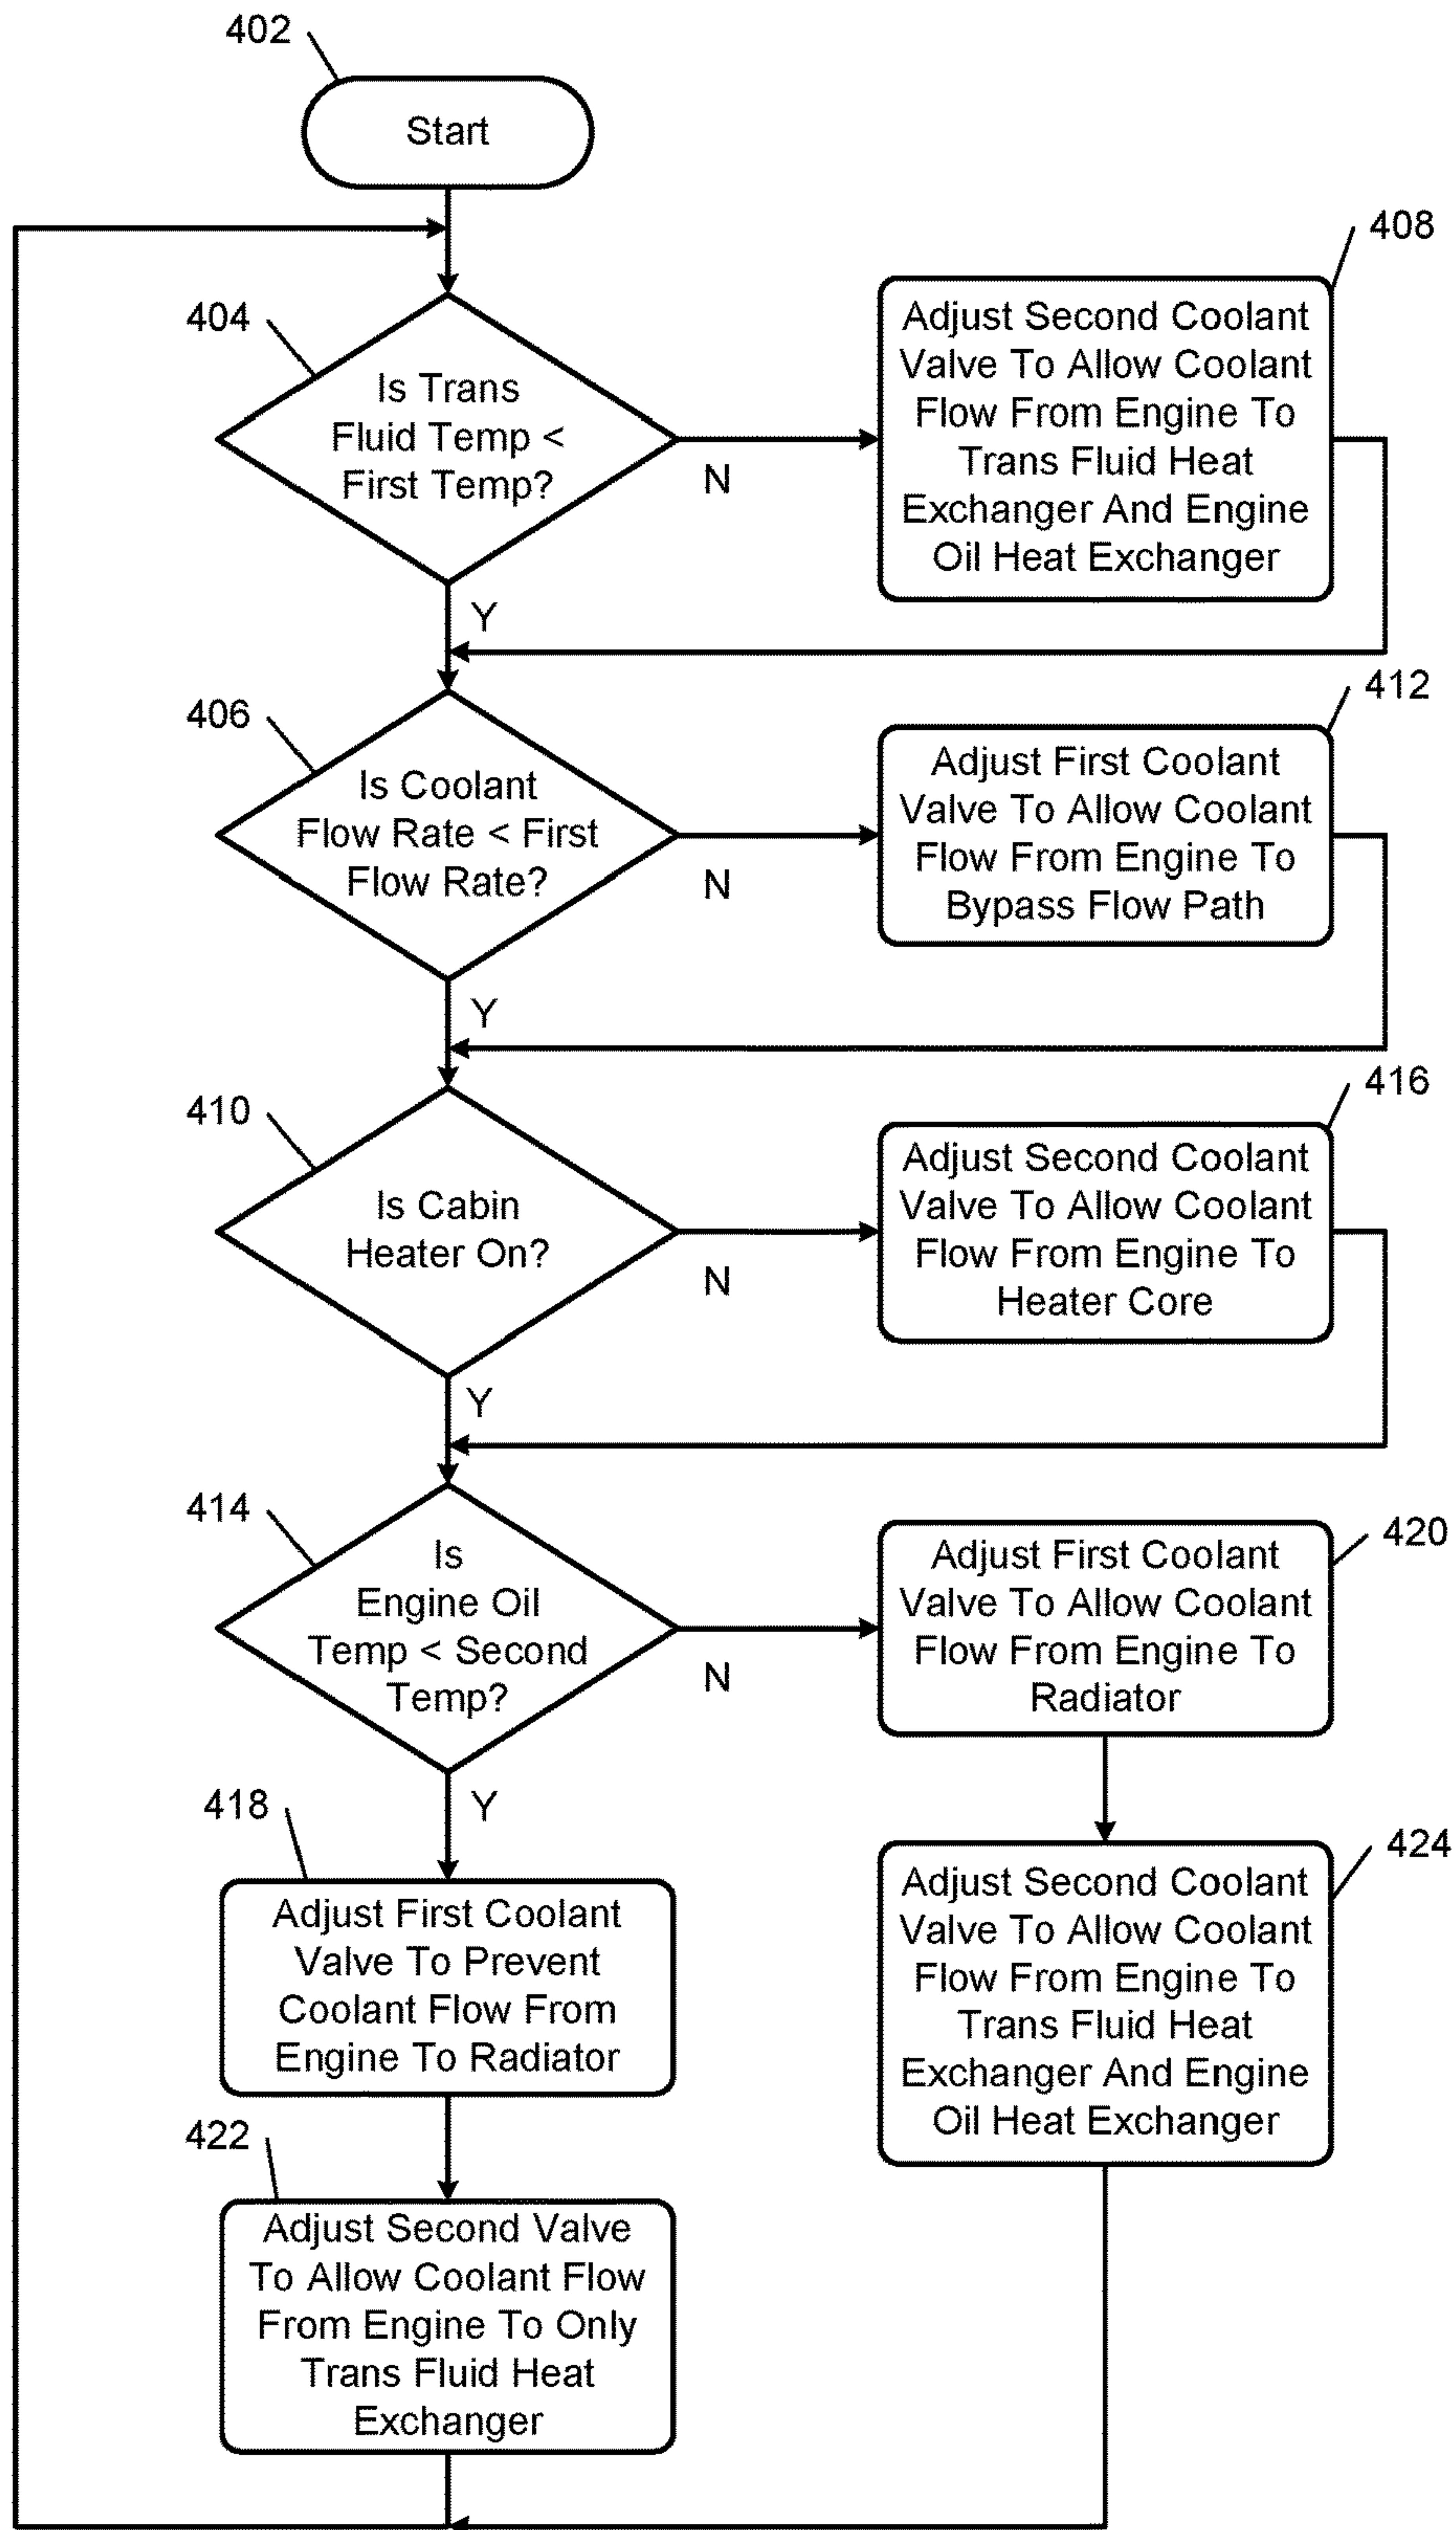 402
Start
408
404
Is Trans
Fluid Temp <
First Temp?
N
Adjust Second Coolant
Valve To Allow Coolant
Flow From Engine To
Trans Fluid Heat
Exchanger And Engine
Oil Heat Exchanger
Y
406
Is Coolant
Flow Rate < First
Flow Rate?
N
412
Adjust First Coolant
Valve To Allow Coolant
Flow From Engine To
Bypass Flow Path
Y
410
Is Cabin
Heater On?
N
416
Adjust Second Coolant
Valve To Allow Coolant
Flow From Engine To
Heater Core
Y
414
Is
Engine Oil
Temp < Second
Temp?
N
420
Adjust First Coolant
Valve To Allow Coolant
Flow From Engine To
Radiator
Y
418
Adjust First Coolant
Valve To Prevent
Coolant Flow From
Engine To Radiator
424
Adjust Second Coolant
Valve To Allow Coolant
Flow From Engine To
Trans Fluid Heat
Exchanger And Engine
Oil Heat Exchanger
422
Adjust Second Valve
To Allow Coolant Flow
From Engine To Only
Trans Fluid Heat
Exchanger